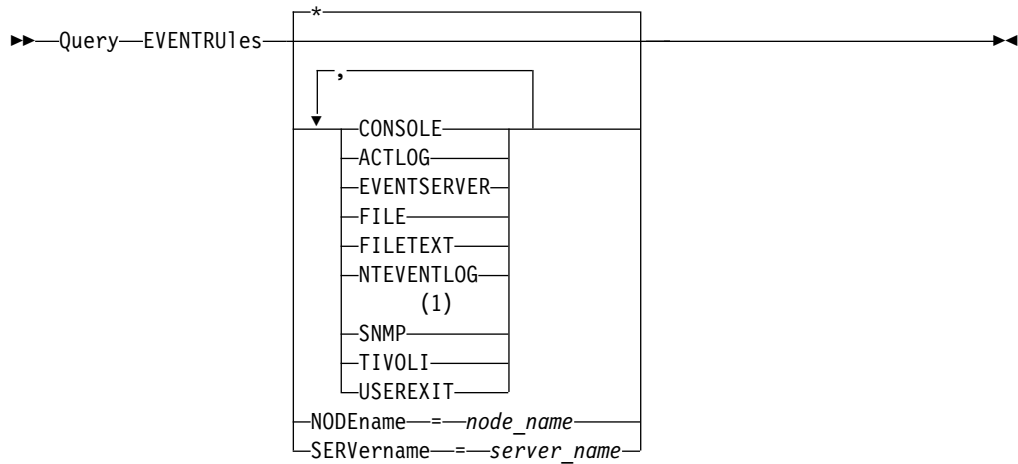 *
Query EVENTRUles
,
CONSOLE
ACTLOG
EVENTSERVER
FILE
FILETEXT
NTEVENTLOG
(1)
SNMP
TIVOLI
USEREXIT
NODEname = node_name
SERVername = server_name